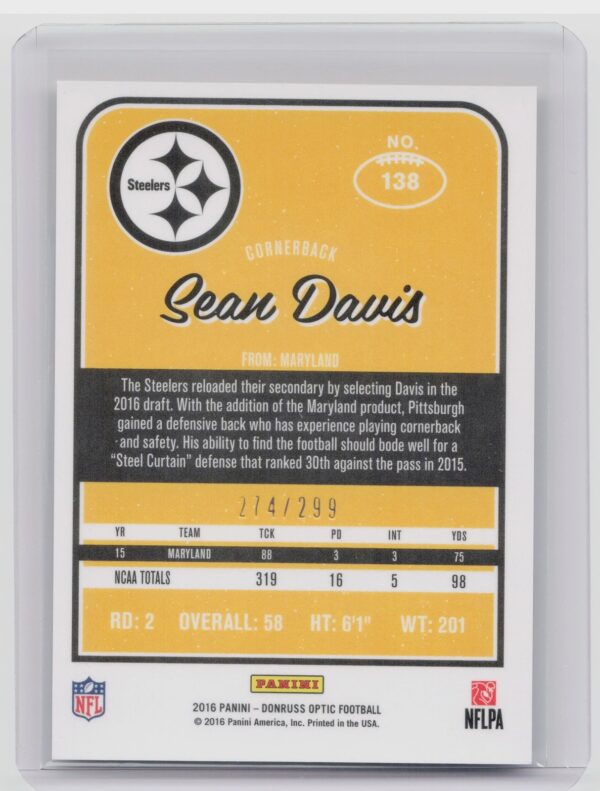 Steelers
NO.
138
CORNERBACK
Sean Davis
FROM: MARYLAND
The Steelers reloaded their secondary by selecting Davis in the
2016 draft. With the addition of the Maryland product, Pittsburgh
gained a defensive back who has experience playing cornerback
and safety. His ability to find the football should bode well for a
“Steel Curtain” defense that ranked 30th against the pass in 2015.
274/299
YR TEAM TCK PD INT YDS
15 MARYLAND 88 3 3 75
NCAA TOTALS 319 16 5 98
RD: 2 OVERALL: 58 HT: 6'1" WT: 201
PANINI
NFL
2016 PANINI – DONRUSS OPTIC FOOTBALL
© 2016 Panini America, Inc. Printed in the USA.
NFLPA